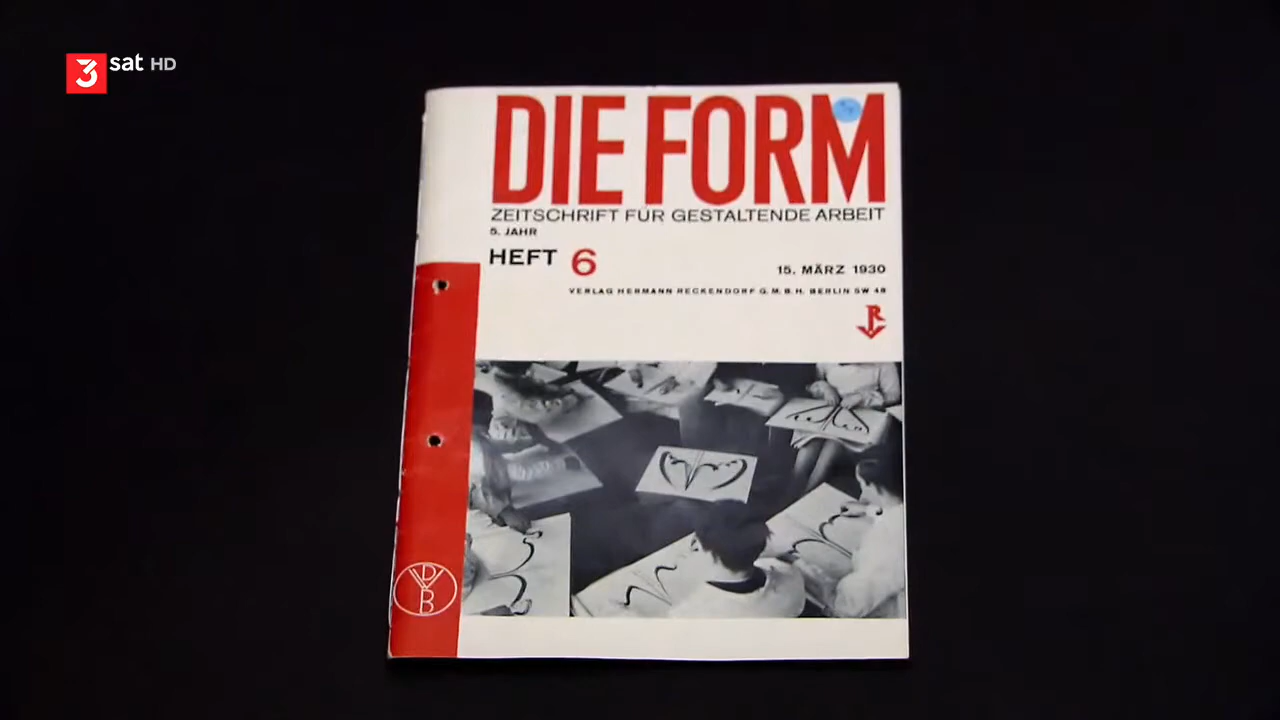 3sat HD
DIE FORM
ZEITSCHRIFT FÜR GESTALTENDE ARBEIT
5. JAHR
HEFT 6
15. MÄRZ 1930
VERLAG HERMANN RECKENDORF G.M.B.H. BERLIN SW 48
R
DWB